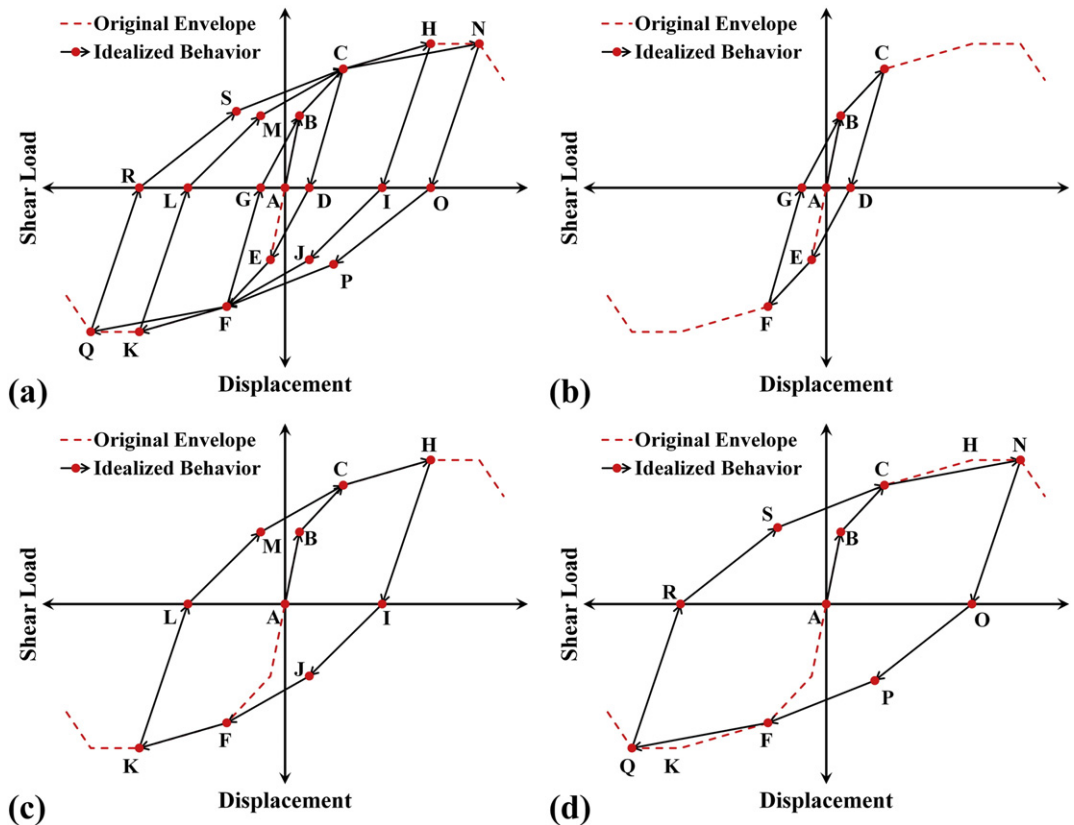 Original Envelope
Idealized Behavior
H
N
C
S
M
B
R
L
G
A
D
I
O
E
J
P
F
Q
K
Shear Load
Displacement
(a)
Original Envelope
Idealized Behavior
C
B
G
A
D
E
F
Shear Load
Displacement
(b)
Original Envelope
Idealized Behavior
H
C
M
B
L
A
I
J
F
K
Shear Load
Displacement
(c)
Original Envelope
Idealized Behavior
H
N
C
S
B
R
A
O
P
F
Q
K
Shear Load
Displacement
(d)